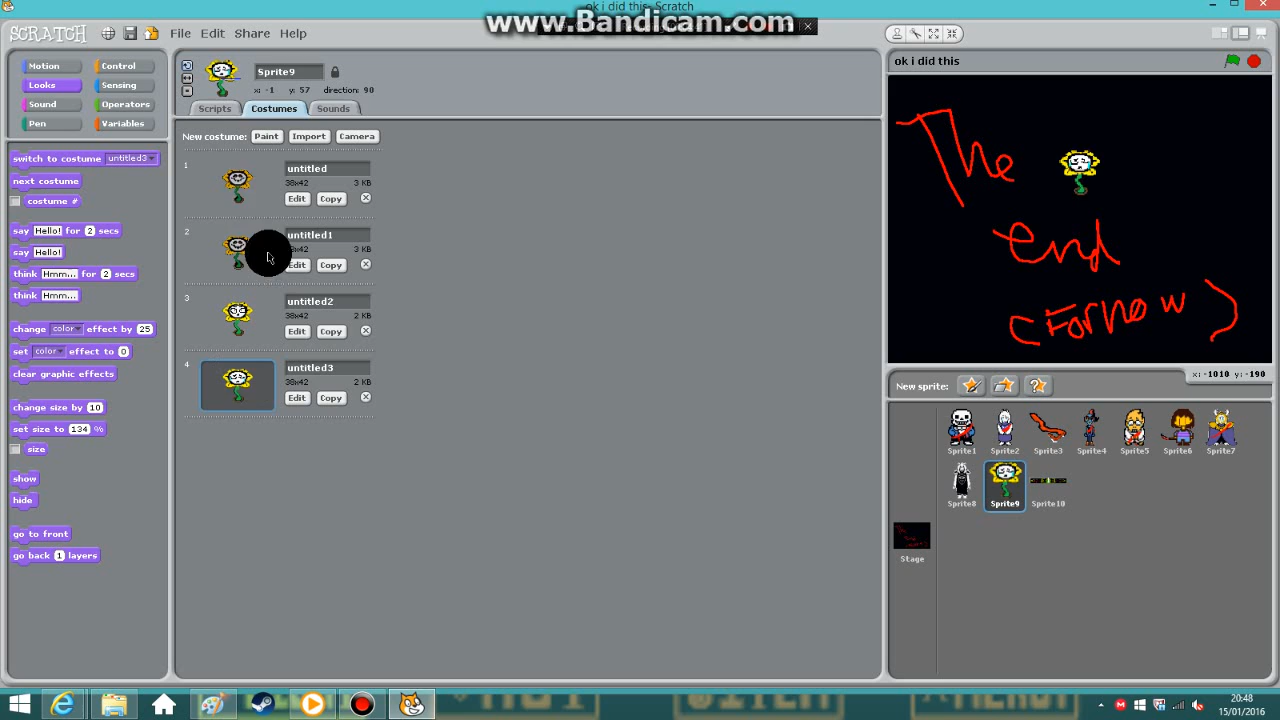 ok i did this- Scratch
www.Bandicam.com
SCRATCH File Edit Share Help
Motion Control
Looks Sensing
Sound Operators
Pen Variables
switch to costume untitled3
next costume
costume #
say Hello! for 2 secs
say Hello!
think Hmm... for 2 secs
think Hmm...
change color effect by 25
set color effect to 0
clear graphic effects
change size by 10
set size to 134 %
size
show
hide
go to front
go back 1 layers
Sprite9
x: -1 y: 57 direction: 90
Scripts Costumes Sounds
New costume: Paint Import Camera
1 untitled
38x42 3 KB
Edit Copy
2 untitled1
x42 3 KB
dit Copy
3 untitled2
38x42 2 KB
Edit Copy
4 untitled3
38x42 2 KB
Edit Copy
ok i did this
The
end
(For now)
x: -1010 y: -190
New sprite:
Sprite1 Sprite2 Sprite3 Sprite4 Sprite5 Sprite6 Sprite7
Sprite8 Sprite9 Sprite10
Stage
20:48
15/01/2016